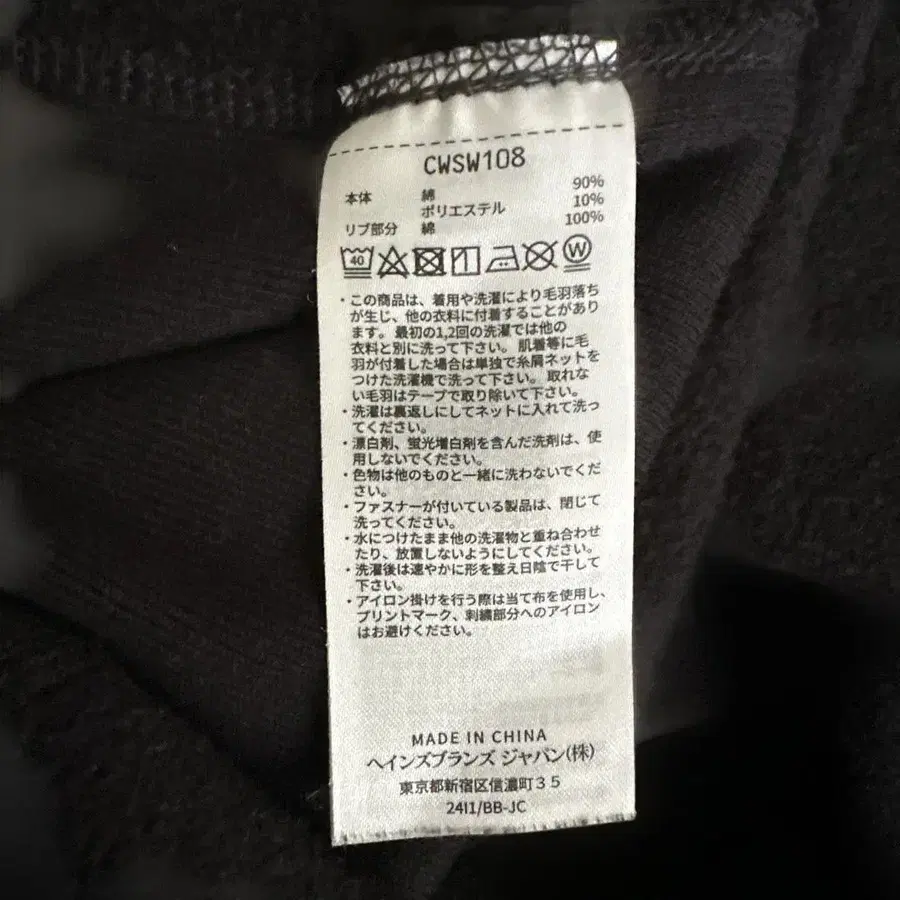 CWSW108
本体 綿 90%
ポリエステル 10%
リブ部分 綿 100%
40 W
・この商品は、着用や洗濯により毛羽落ち
が生じ、他の衣料に付着することがあり
ます。最初の1,2回の洗濯では他の
衣料と別に洗って下さい。肌着等に毛
羽が付着した場合は単独で糸屑ネットを
つけた洗濯機で洗って下さい。取れな
い毛羽はテープで取り除いて下さい。
・洗濯は裏返しにしてネットに入れて洗っ
てください。
・漂白剤、蛍光増白剤を含んだ洗剤は、使
用しないでください。
・色物は他のものと一緒に洗わないでくだ
さい。
・ファスナーが付いている製品は、閉じて
洗ってください。
・水につけたまま他の洗濯物と重ね合わせ
たり、放置しないようにしてください。
・洗濯後は速やかに形を整え日陰で干して
下さい。
・アイロン掛けを行う際は当て布を使用し、
プリントマーク、刺繍部分へのアイロン
はお避けください。
MADE IN CHINA
ヘインズブランズ ジャパン(株)
東京都新宿区信濃町35
24I1/BB-JC